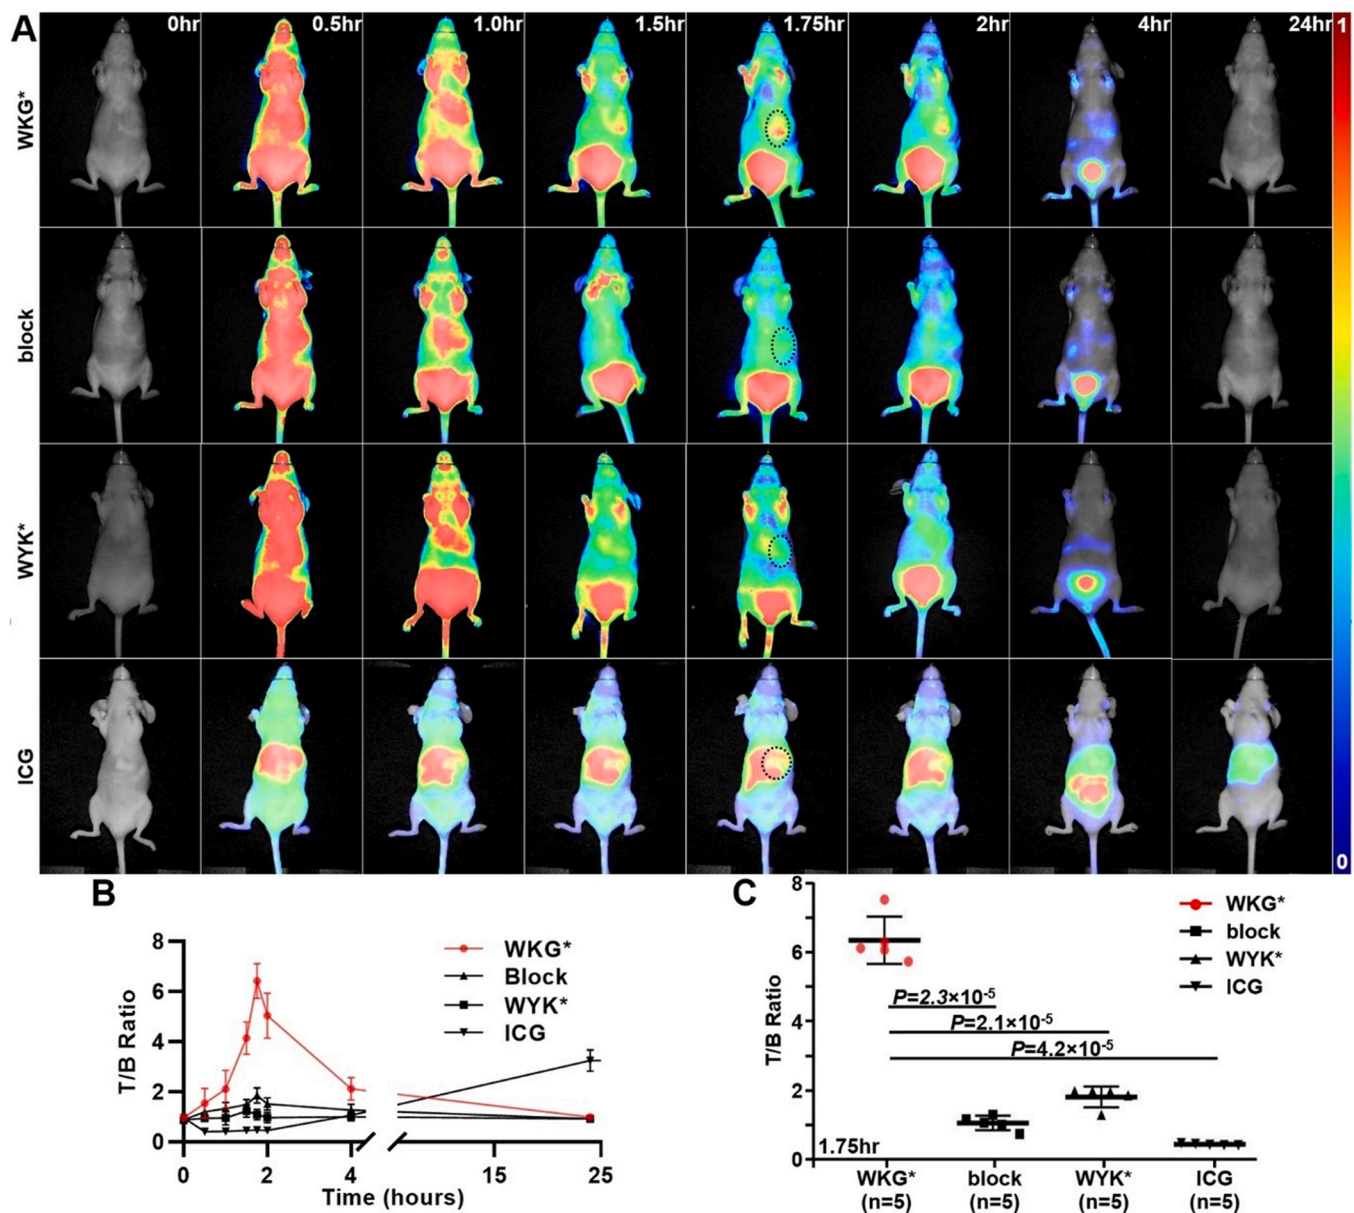 A
0hr
0.5hr
1.0hr
1.5hr
1.75hr
2hr
4hr
24hr
1
WKG*
block
WYK*
ICG
0
B
8
6
4
2
0
T/B Ratio
WKG*
Block
WYK*
ICG
0
2
4
15
25
Time (hours)
C
8
6
4
2
0
T/B Ratio
WKG*
block
WYK*
ICG
P=2.3×10-5
P=2.1×10-5
P=4.2×10-5
1.75hr
WKG* block WYK* ICG
(n=5) (n=5) (n=5) (n=5)